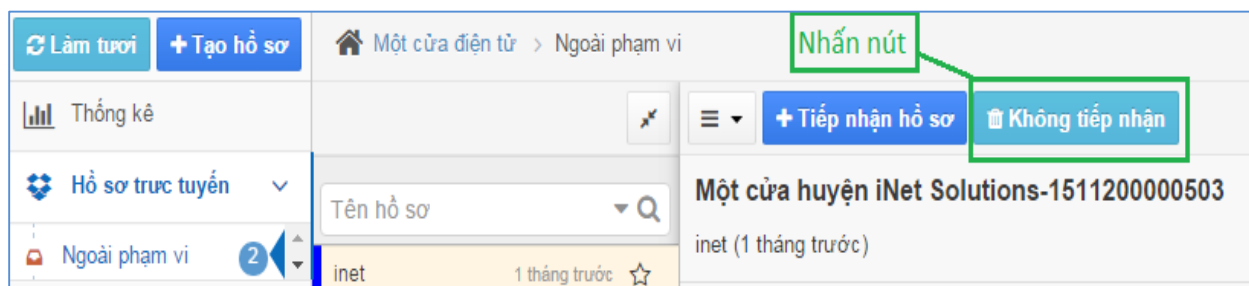 Làm tươi
+ Tạo hồ sơ
Một cửa điện tử > Ngoài phạm vi
Nhấn nút
Thống kê
+ Tiếp nhận hồ sơ
Không tiếp nhận
Hồ sơ trưc tuyến
Tên hồ sơ
Một cửa huyện iNet Solutions-1511200000503
Ngoài phạm vi
2
inet (1 tháng trước)
inet
1 tháng trước